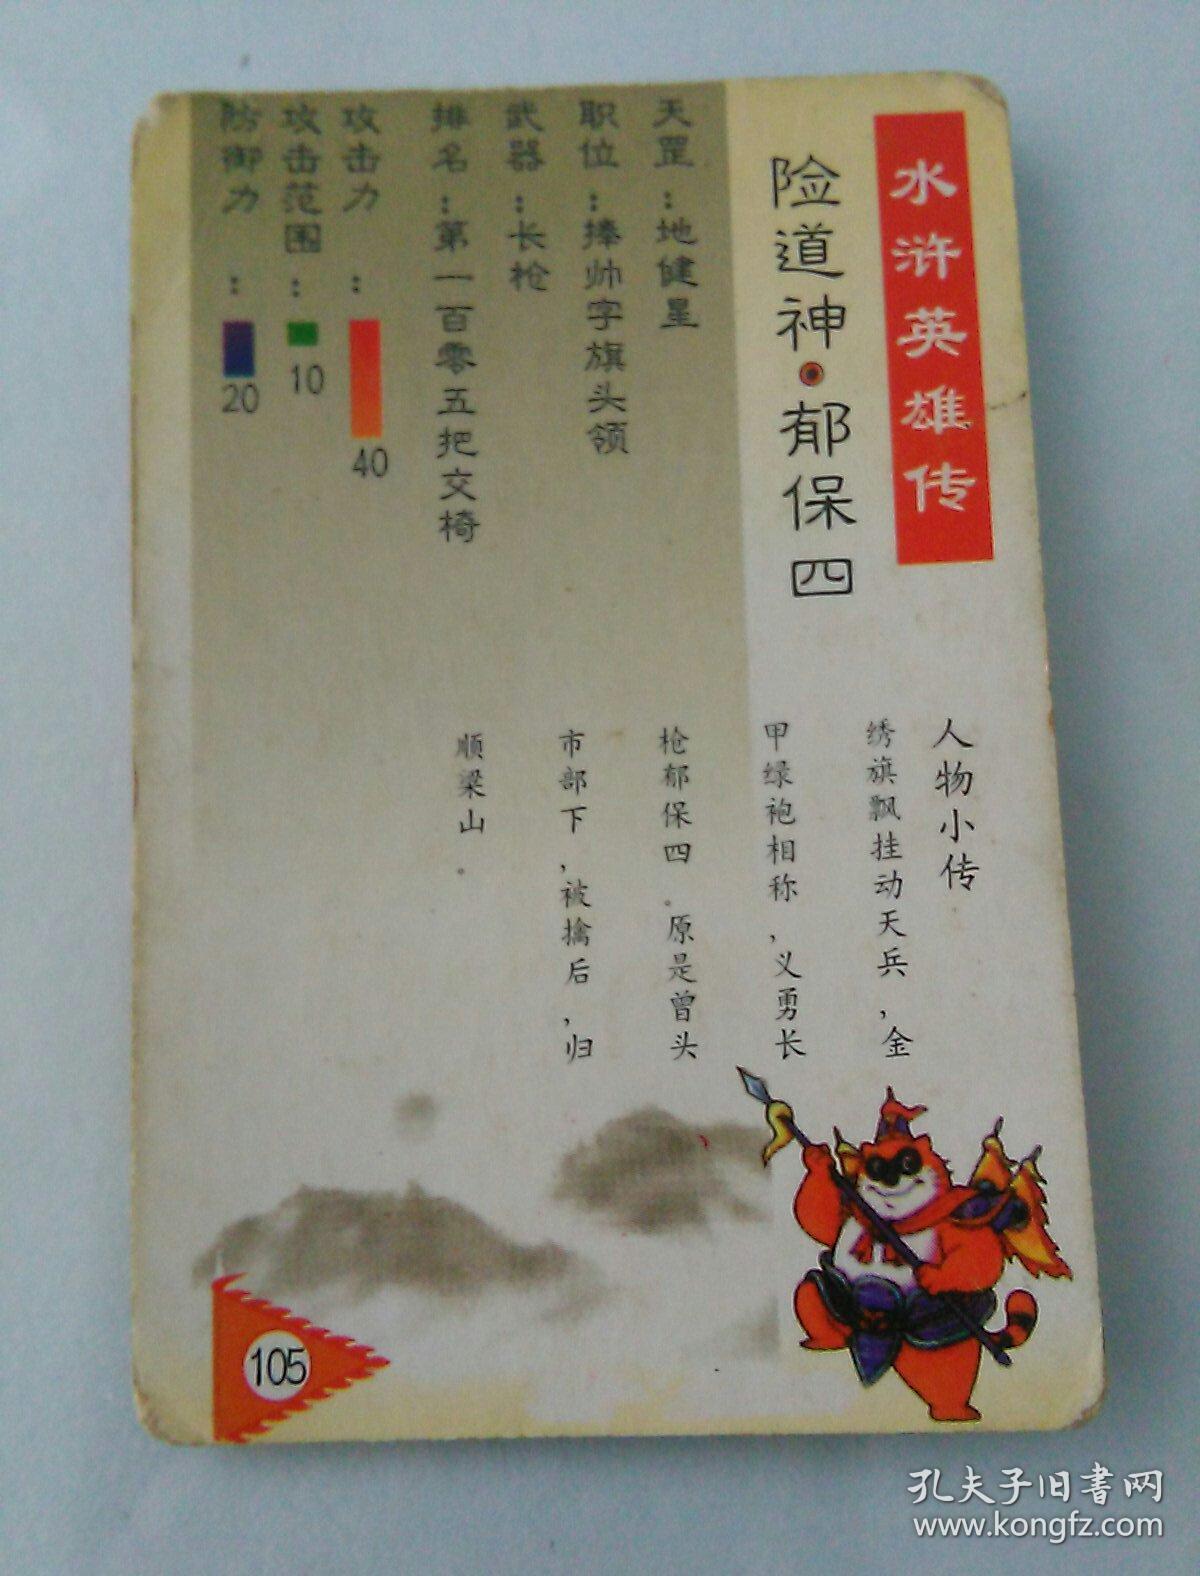 水浒英雄传
险道神·郁保四
天罡：地健星
职位：捧帅字旗头领
武器：长枪
排名：第一百零五把交椅
攻击力：40
攻击范围：10
防御力：20
人物小传
绣旗飘挂动天兵，金
甲绿袍相称，义勇长
枪郁保四。原是曾头
市部下，被擒后，归
顺梁山。
105
孔夫子旧书网
www.kongfz.com